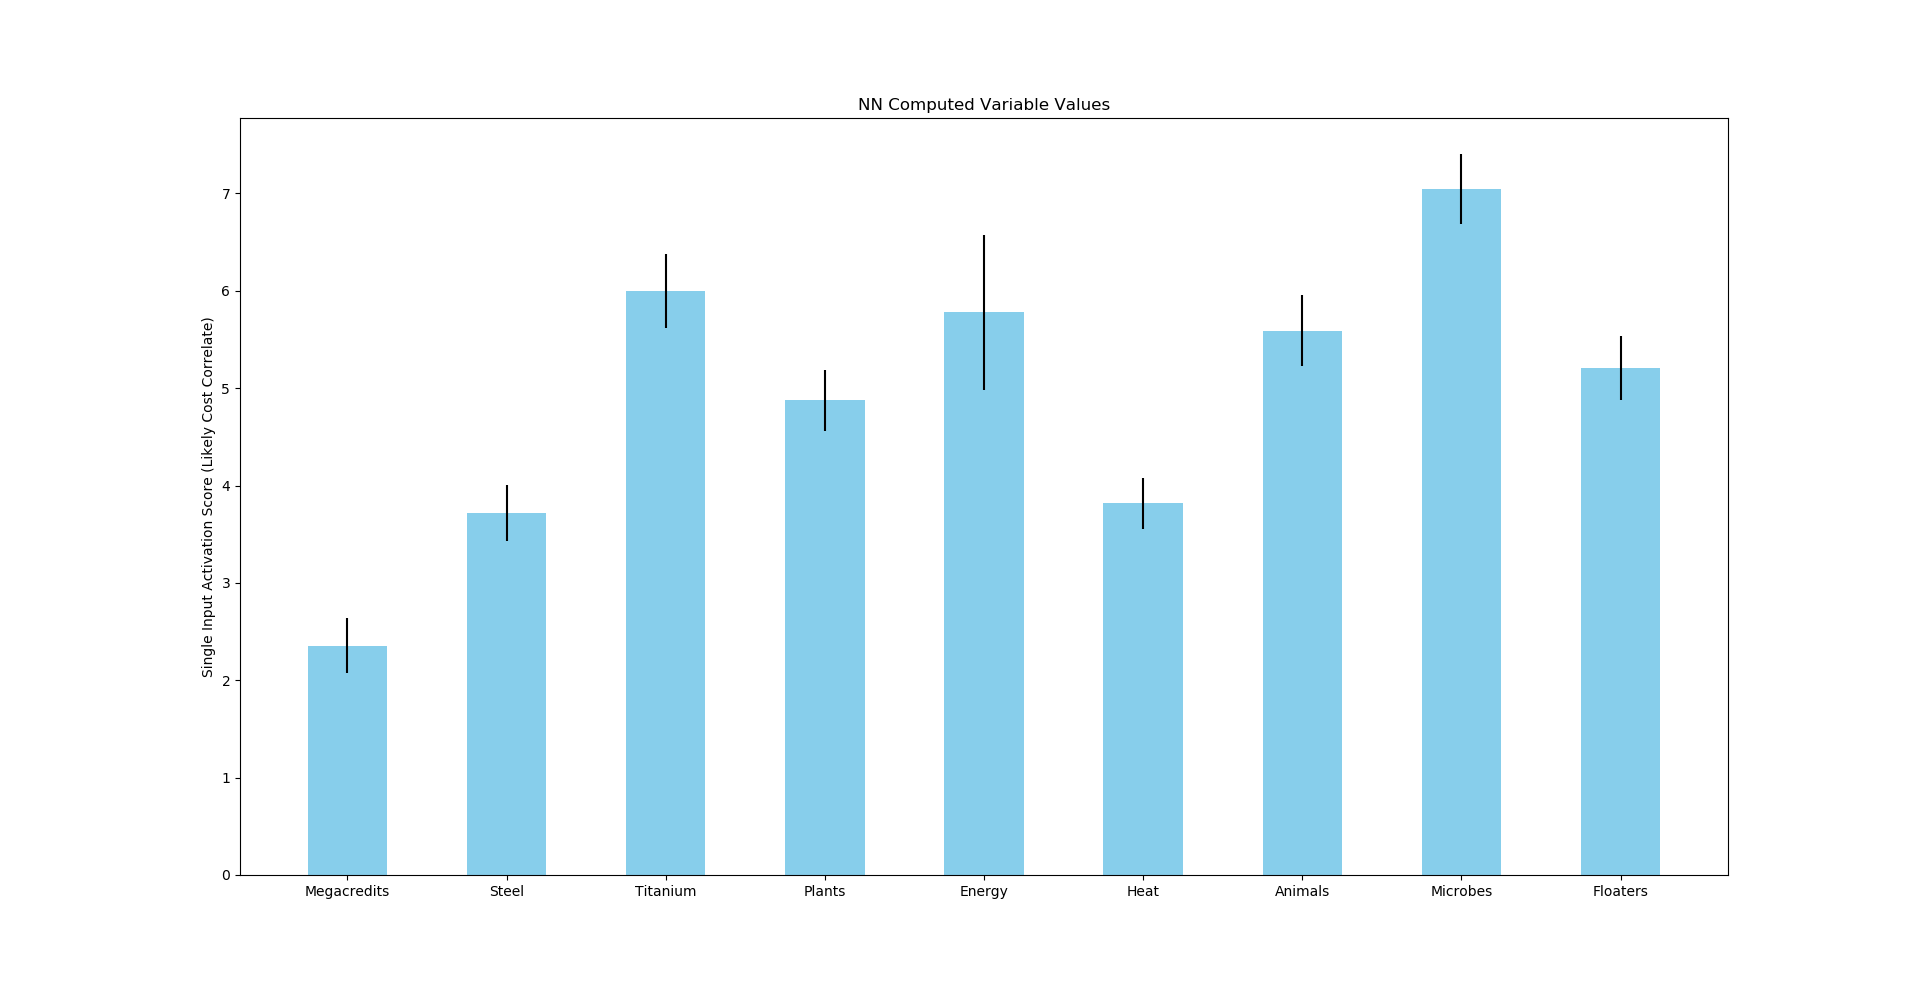 NN Computed Variable Values
Single Input Activation Score (Likely Cost Correlate)
7
6
5
4
3
2
1
0
Megacredits Steel Titanium Plants Energy Heat Animals Microbes Floaters